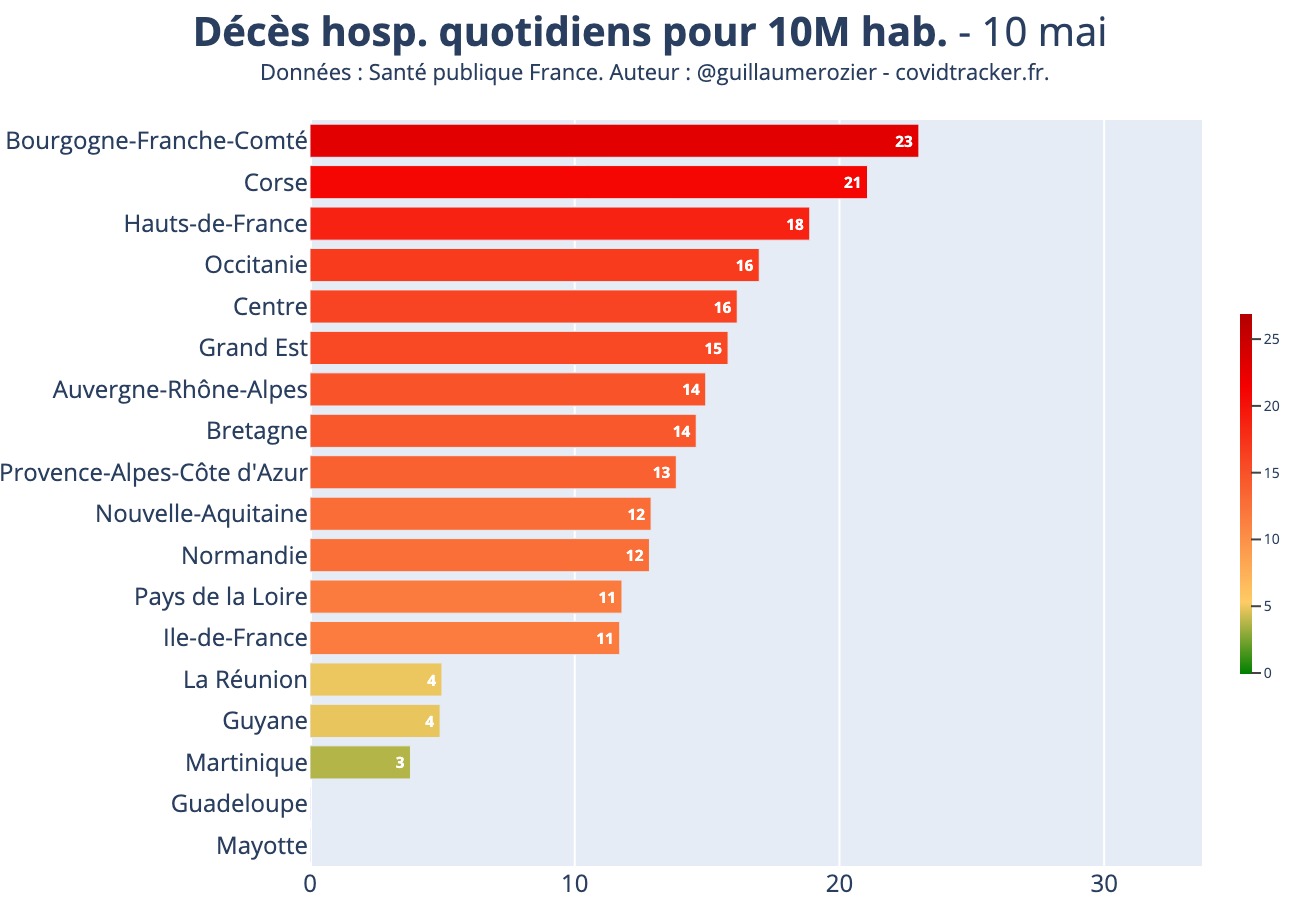 Décès hosp. quotidiens pour 10M hab. - 10 mai
Données : Santé publique France. Auteur : @guillaumerozier - covidtracker.fr.
Bourgogne-Franche-Comté 23
Corse 21
Hauts-de-France 18
Occitanie 16
Centre 16
Grand Est 15
Auvergne-Rhône-Alpes 14
Bretagne 14
Provence-Alpes-Côte d'Azur 13
Nouvelle-Aquitaine 12
Normandie 12
Pays de la Loire 11
Ile-de-France 11
La Réunion 4
Guyane 4
Martinique 3
Guadeloupe
Mayotte
0 10 20 30
25
20
15
10
5
0